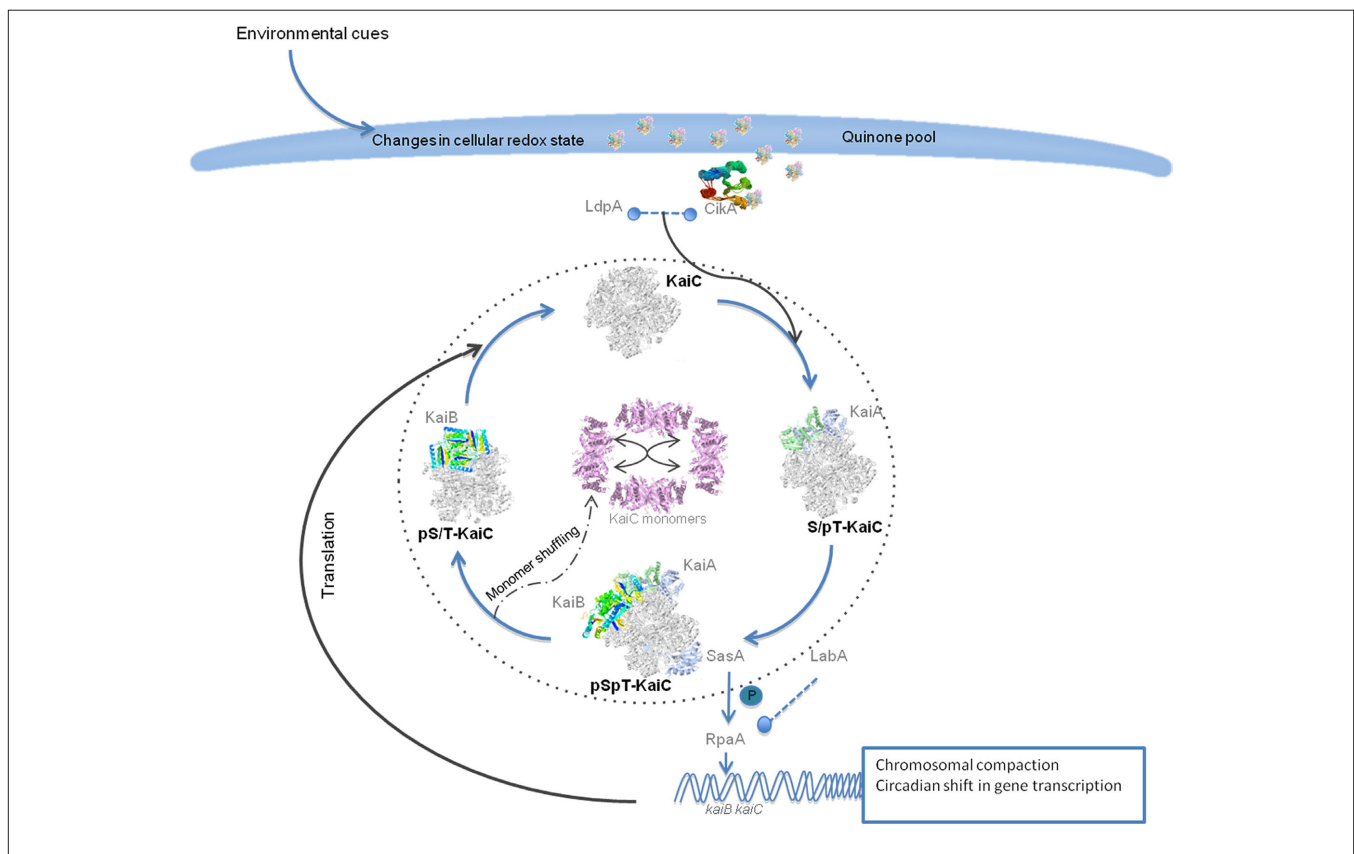 Environmental cues
Changes in cellular redox state
Quinone pool
LdpA
CikA
KaiC
KaiB
KaiA
KaiC monomers
pS/T-KaiC
S/pT-KaiC
Translation
Monomer shuffling
KaiB
KaiA
SasA
LabA
pSpT-KaiC
P
RpaA
kaiB kaiC
Chromosomal compaction
Circadian shift in gene transcription